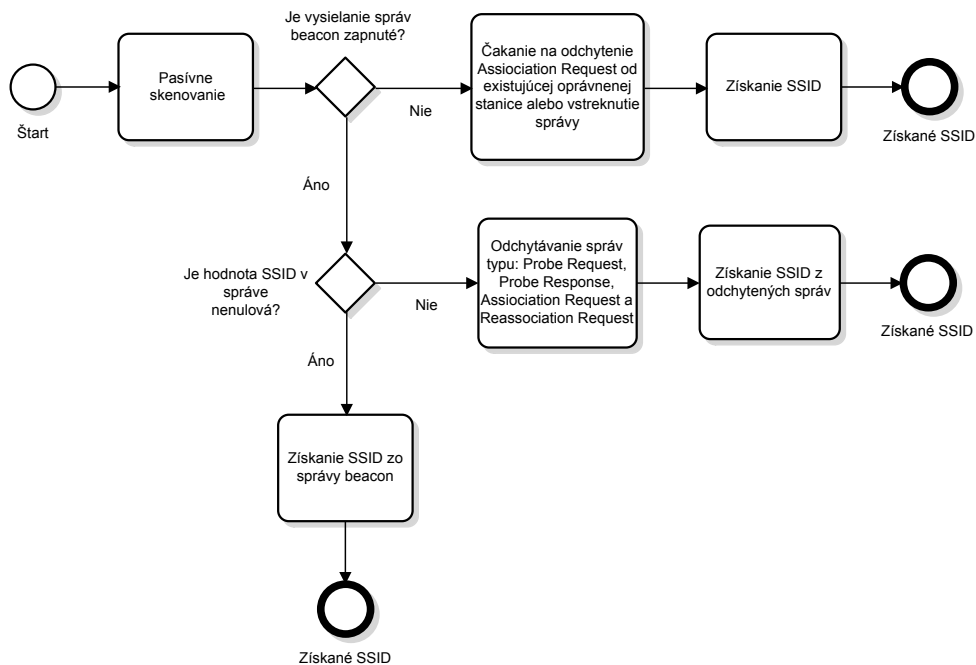 Je vysielanie správ
beacon zapnuté?
Štart
Pasívne
skenovanie
Nie
Čakanie na odchytenie
Assiociation Request od
existujúcej oprávnenej
stanice alebo vstreknutie
správy
Získanie SSID
Získané SSID
Áno
Je hodnota SSID v
správe
nenulová?
Nie
Odchytávanie správ
typu: Probe Request,
Probe Response,
Assiociation Request a
Reassociation Request
Získanie SSID z
odchytených správ
Získané SSID
Áno
Získanie SSID zo
správy beacon
Získané SSID